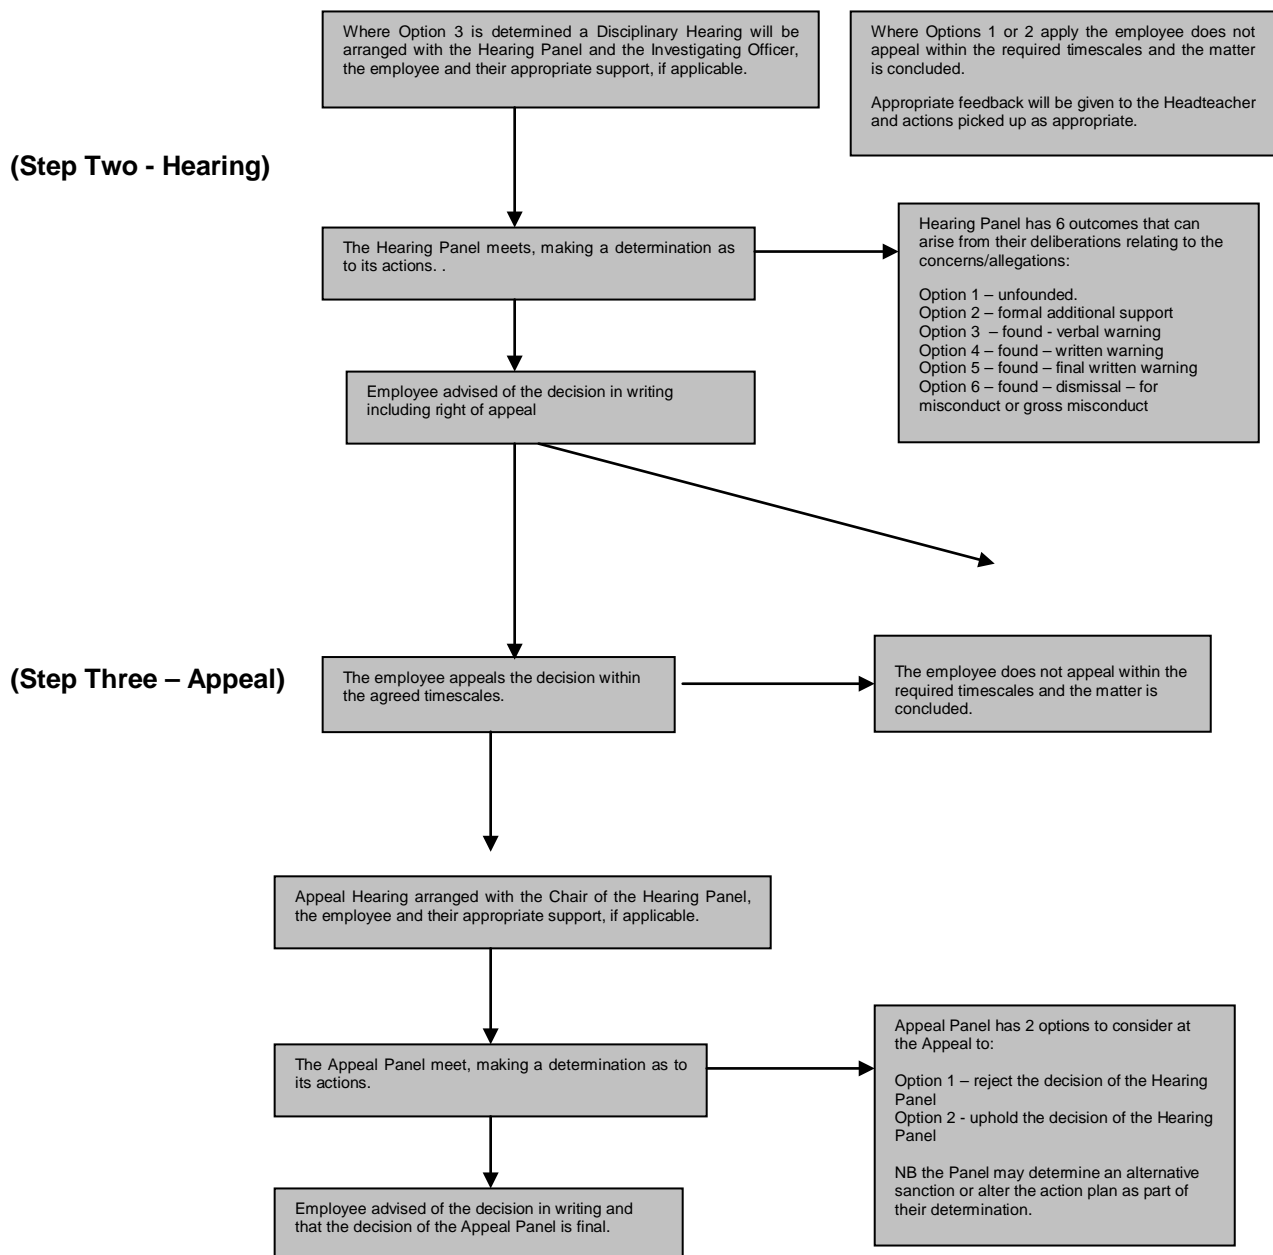 Where Option 3 is determined a Disciplinary Hearing will be
arranged with the Hearing Panel and the Investigating Officer,
the employee and their appropriate support, if applicable.
Where Options 1 or 2 apply the employee does not
appeal within the required timescales and the matter
is concluded.
Appropriate feedback will be given to the Headteacher
and actions picked up as appropriate.
(Step Two - Hearing)
The Hearing Panel meets, making a determination as
to its actions. .
Hearing Panel has 6 outcomes that can
arise from their deliberations relating to the
concerns/allegations:
Option 1 – unfounded.
Option 2 – formal additional support
Option 3 – found - verbal warning
Option 4 – found – written warning
Option 5 – found – final written warning
Option 6 – found – dismissal – for
misconduct or gross misconduct
Employee advised of the decision in writing
including right of appeal
(Step Three – Appeal)
The employee appeals the decision within
the agreed timescales.
The employee does not appeal within the
required timescales and the matter is
concluded.
Appeal Hearing arranged with the Chair of the Hearing Panel,
the employee and their appropriate support, if applicable.
The Appeal Panel meet, making a determination as to
its actions.
Appeal Panel has 2 options to consider at
the Appeal to:
Option 1 – reject the decision of the Hearing
Panel
Option 2 - uphold the decision of the Hearing
Panel
NB the Panel may determine an alternative
sanction or alter the action plan as part of
their determination.
Employee advised of the decision in writing and
that the decision of the Appeal Panel is final.